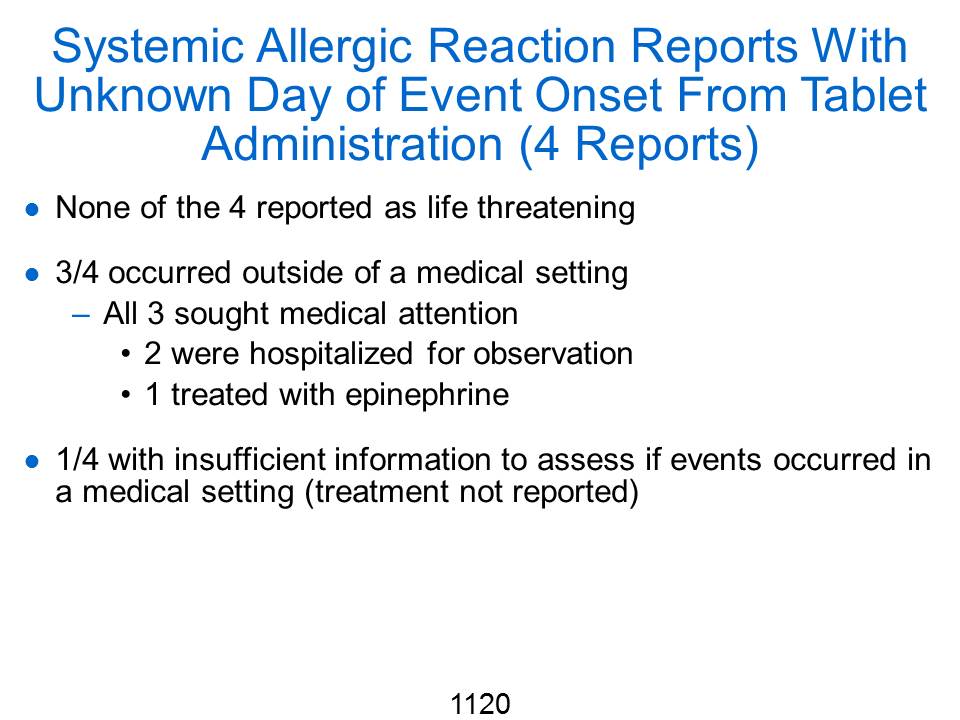 Systemic Allergic Reaction Reports With
Unknown Day of Event Onset From Tablet
Administration (4 Reports)
● None of the 4 reported as life threatening
● 3/4 occurred outside of a medical setting
– All 3 sought medical attention
• 2 were hospitalized for observation
• 1 treated with epinephrine
● 1/4 with insufficient information to assess if events occurred in
a medical setting (treatment not reported)
1120